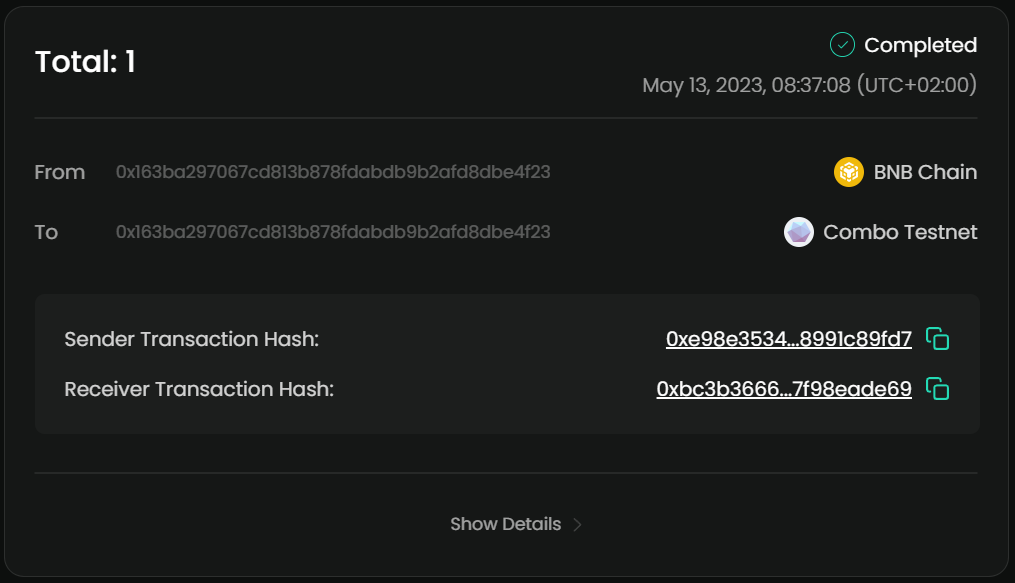 Total: 1
Completed
May 13, 2023, 08:37:08 (UTC+02:00)
From 0x163ba297067cd813b878fdabdb9b2afd8dbe4f23 BNB Chain
To 0x163ba297067cd813b878fdabdb9b2afd8dbe4f23 Combo Testnet
Sender Transaction Hash: 0xe98e3534...8991c89fd7
Receiver Transaction Hash: 0xbc3b3666...7f98eade69
Show Details